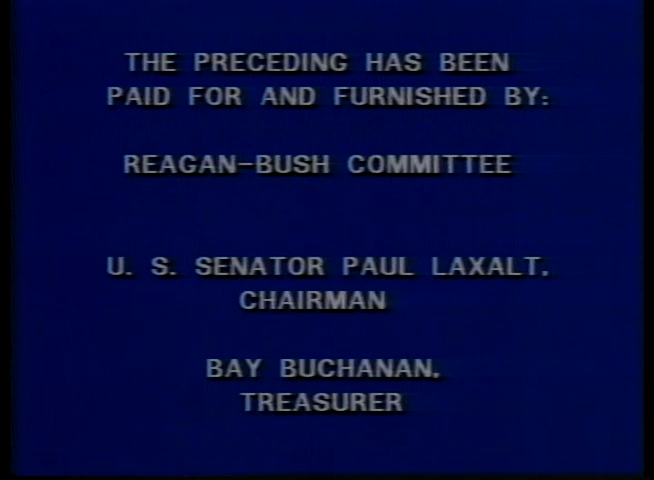 THE PRECEDING HAS BEEN
PAID FOR AND FURNISHED BY:
REAGAN-BUSH COMMITTEE
U. S. SENATOR PAUL LAXALT,
CHAIRMAN
BAY BUCHANAN,
TREASURER